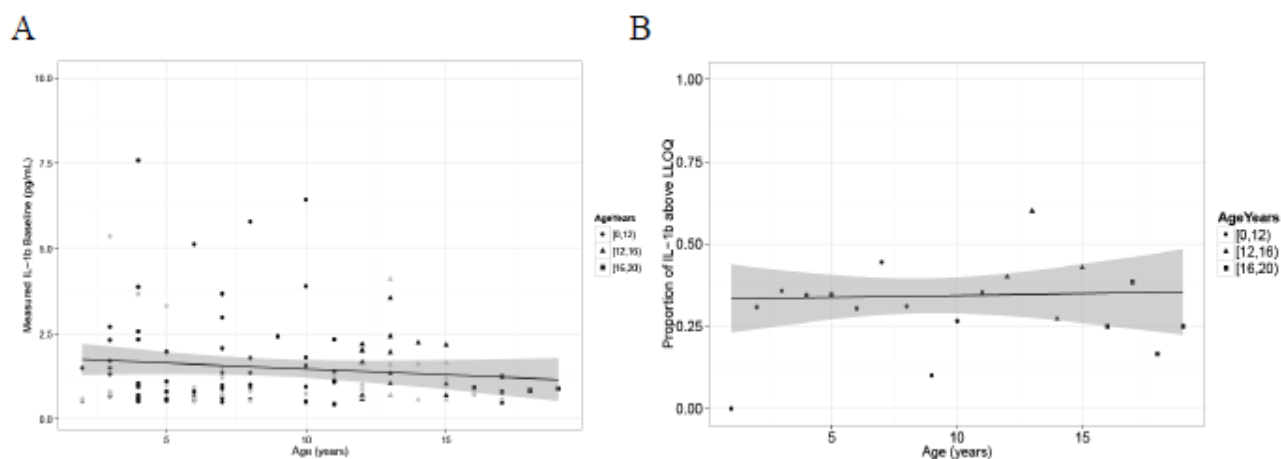 A
Measured IL-1b Baseline (pg/mL)
10.0
7.5
5.0
2.5
0.0
5
10
15
Age (years)
AgeYears
[0,12)
[12,16)
[16,20)
B
Proportion of IL-1b above LLOQ
1.00
0.75
0.50
0.25
0.00
5
10
15
Age (years)
AgeYears
[0,12)
[12,16)
[16,20)